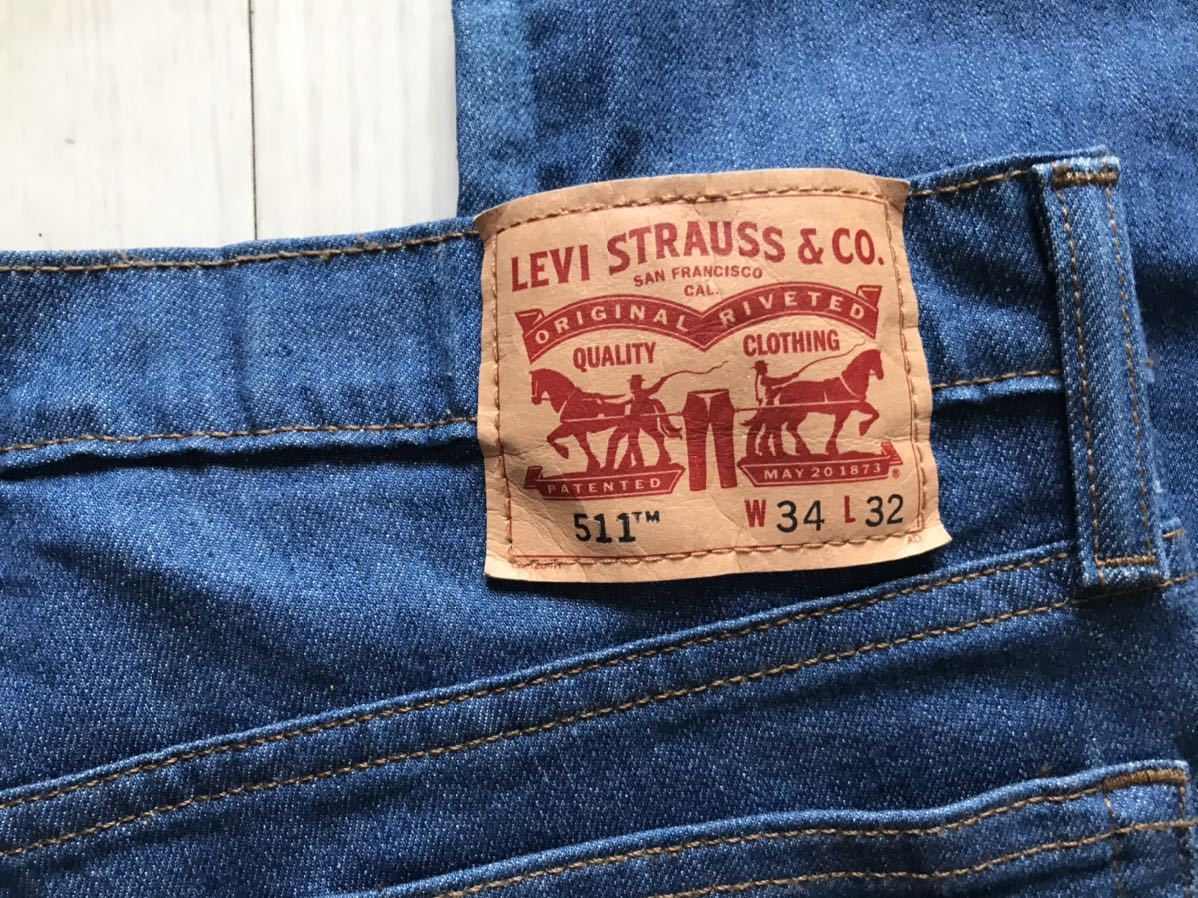 LEVI STRAUSS & CO.
SAN FRANCISCO
CAL.
ORIGINAL RIVETED
QUALITY CLOTHING
PATENTED MAY 20 1873 ®
511™ W 34 L 32